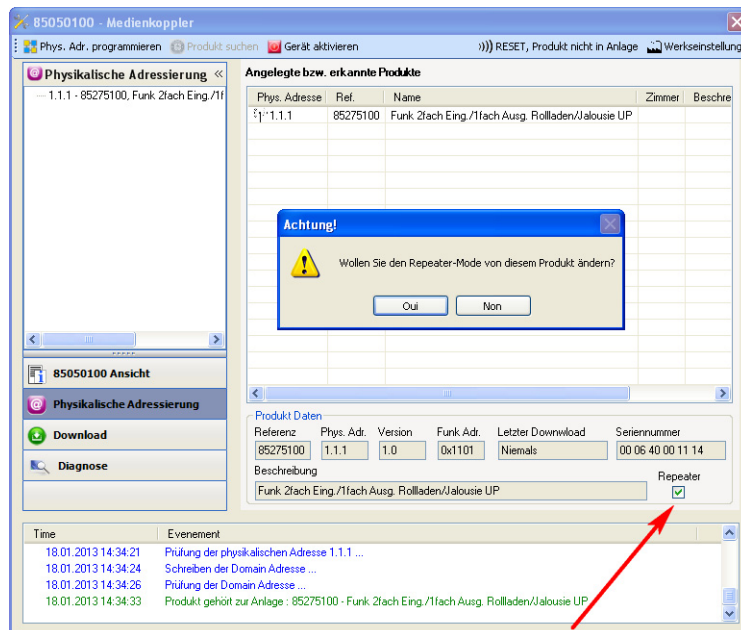 85050100 - Medienkoppler
Phys. Adr. programmieren Produkt suchen Gerät aktivieren RESET, Produkt nicht in Anlage Werkseinstellung
Physikalische Adressierung
1.1.1 - 85275100, Funk 2fach Eing./1f
Angelegte bzw. erkannte Produkte
Phys. Adresse Ref. Name Zimmer Beschre
1.1.1 85275100 Funk 2fach Eing./1fach Ausg. Rollladen/Jalousie UP
Achtung!
Wollen Sie den Repeater-Mode von diesem Produkt ändern?
Oui Non
85050100 Ansicht
Physikalische Adressierung
Download
Diagnose
Produkt Daten
Referenz Phys. Adr. Version Funk Adr. Letzter Downwload Seriennummer
85275100 1.1.1 1.0 0x1101 Niemals 00 06 40 00 11 14
Beschreibung
Repeater
Funk 2fach Eing./1fach Ausg. Rollladen/Jalousie UP
Time Evenement
18.01.2013 14:34:21 Prüfung der physikalischen Adresse 1.1.1 ...
18.01.2013 14:34:24 Schreiben der Domain Adresse ...
18.01.2013 14:34:26 Prüfung der Domain Adresse ...
18.01.2013 14:34:33 Produkt gehört zur Anlage : 85275100 - Funk 2fach Eing./1fach Ausg. Rollladen/Jalousie UP